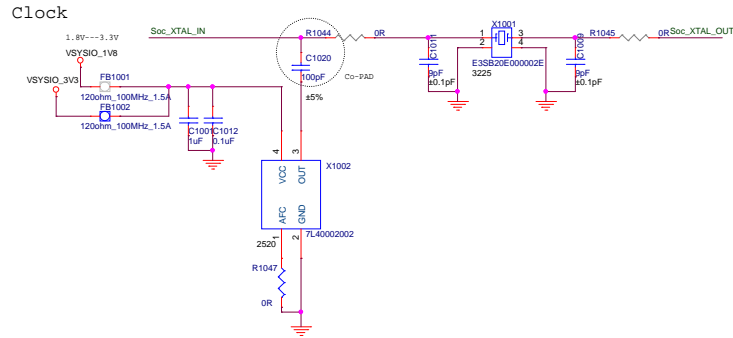 Clock
Soc_XTAL_IN
R1044
0R
X1001
R1045
0R
Soc_XTAL_OUT
1.8V---3.3V
VSYSIO_1V8
VSYSIO_3V3
FB1001
120ohm_100MHz_1.5A
FB1002
120ohm_100MHz_1.5A
C1001
1uF
C1012
0.1uF
C1020
100pF
±5%
Co-PAD
C1011
9pF
±0.1pF
1
2
3
4
E3SB20E000002E
3225
C1009
9pF
±0.1pF
4
3
X1002
VCC
OUT
AFC
GND
1
2
7L40002002
2520
R1047
0R